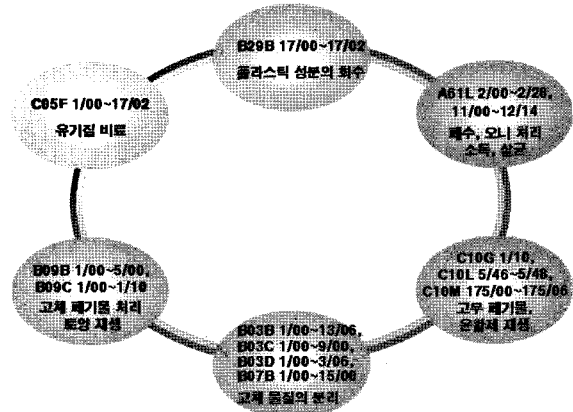 B29B 17/00~17/02
플라스틱 성분의 회수
A61L 2/00~2/28,
11/00~12/14
폐수, 오니 처리
소독, 살균
C10G 1/10,
C10L 5/46~5/48,
C10M 175/00~175/06
고무 폐기물,
윤활제 재생
B03B 1/00~13/06,
B03C 1/00~9/00,
B03D 1/00~3/06,
B07B 1/00~15/00
고체 물질의 분리
B09B 1/00~5/00,
B09C 1/00~1/10
고체 폐기물 처리
토양 재생
C05F 1/00~17/02
유기질 비료